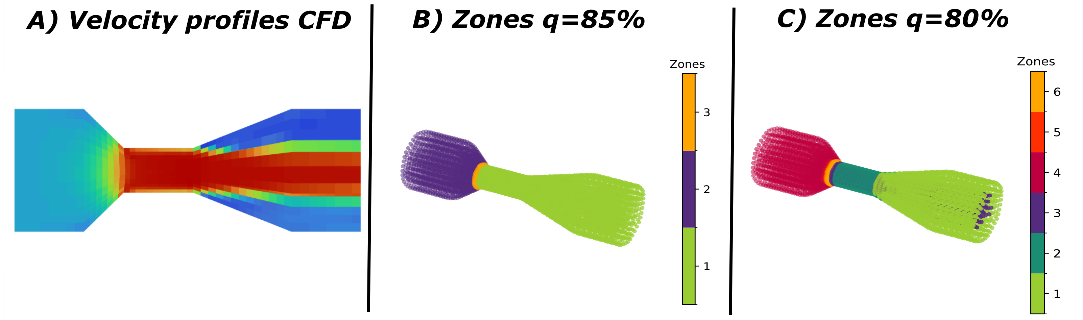 A) Velocity profiles CFD
B) Zones q=85%
Zones
3
2
1
C) Zones q=80%
Zones
6
5
4
3
2
1